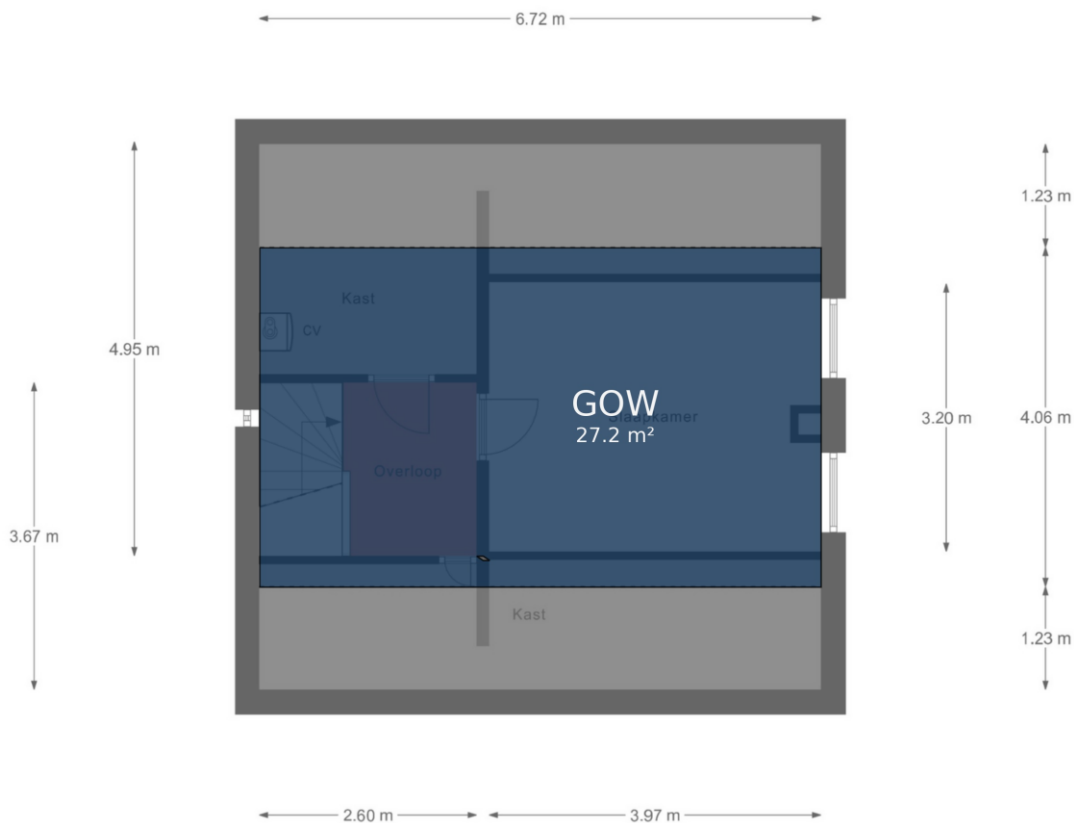 6.72 m
1.23 m
Kast
CV
4.95 m
GOW
Slaapkamer
27.2 m²
3.20 m
4.06 m
Overloop
3.67 m
Kast
1.23 m
2.60 m
3.97 m